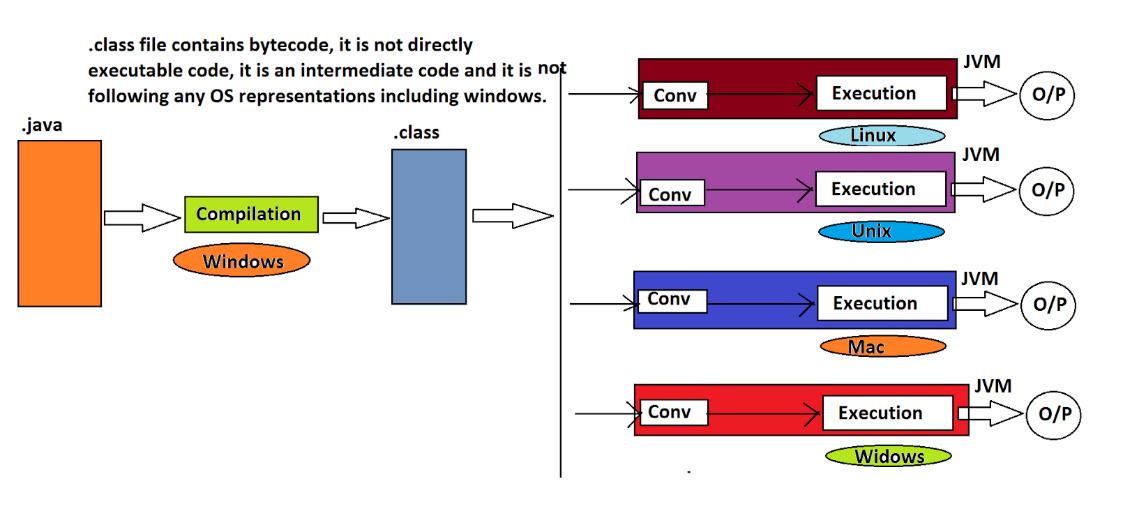 .class file contains bytecode, it is not directly
executable code, it is an intermediate code and it is not
following any OS representations including windows.
.java
.class
Compilation
Windows
JVM
Conv
Execution
O/P
Linux
JVM
Conv
Execution
O/P
Unix
JVM
Conv
Execution
O/P
Mac
JVM
Conv
Execution
O/P
Widows